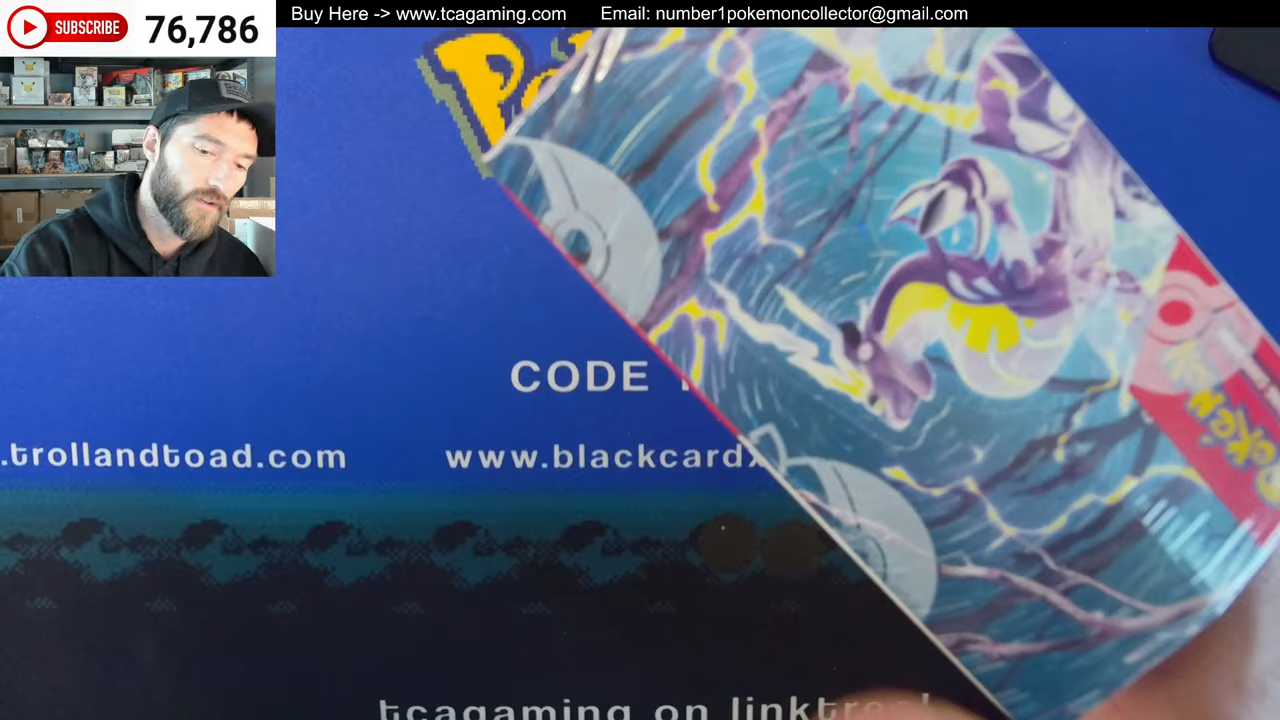 SUBSCRIBE 76,786
Buy Here -> www.tcagaming.com Email: number1pokemoncollector@gmail.com
CODE
.trollandtoad.com www.blackcardx
tcagaming on linktree!